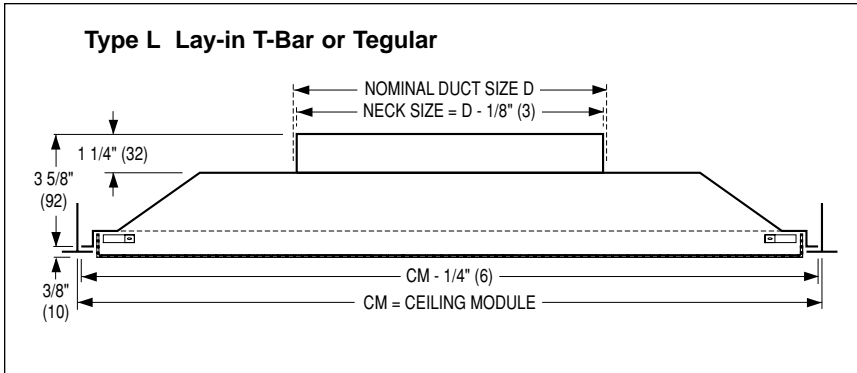 Type L Lay-in T-Bar or Tegular
NOMINAL DUCT SIZE D
NECK SIZE = D - 1/8" (3)
1 1/4" (32)
3 5/8"
(92)
CM - 1/4" (6)
3/8"
(10)
CM = CEILING MODULE